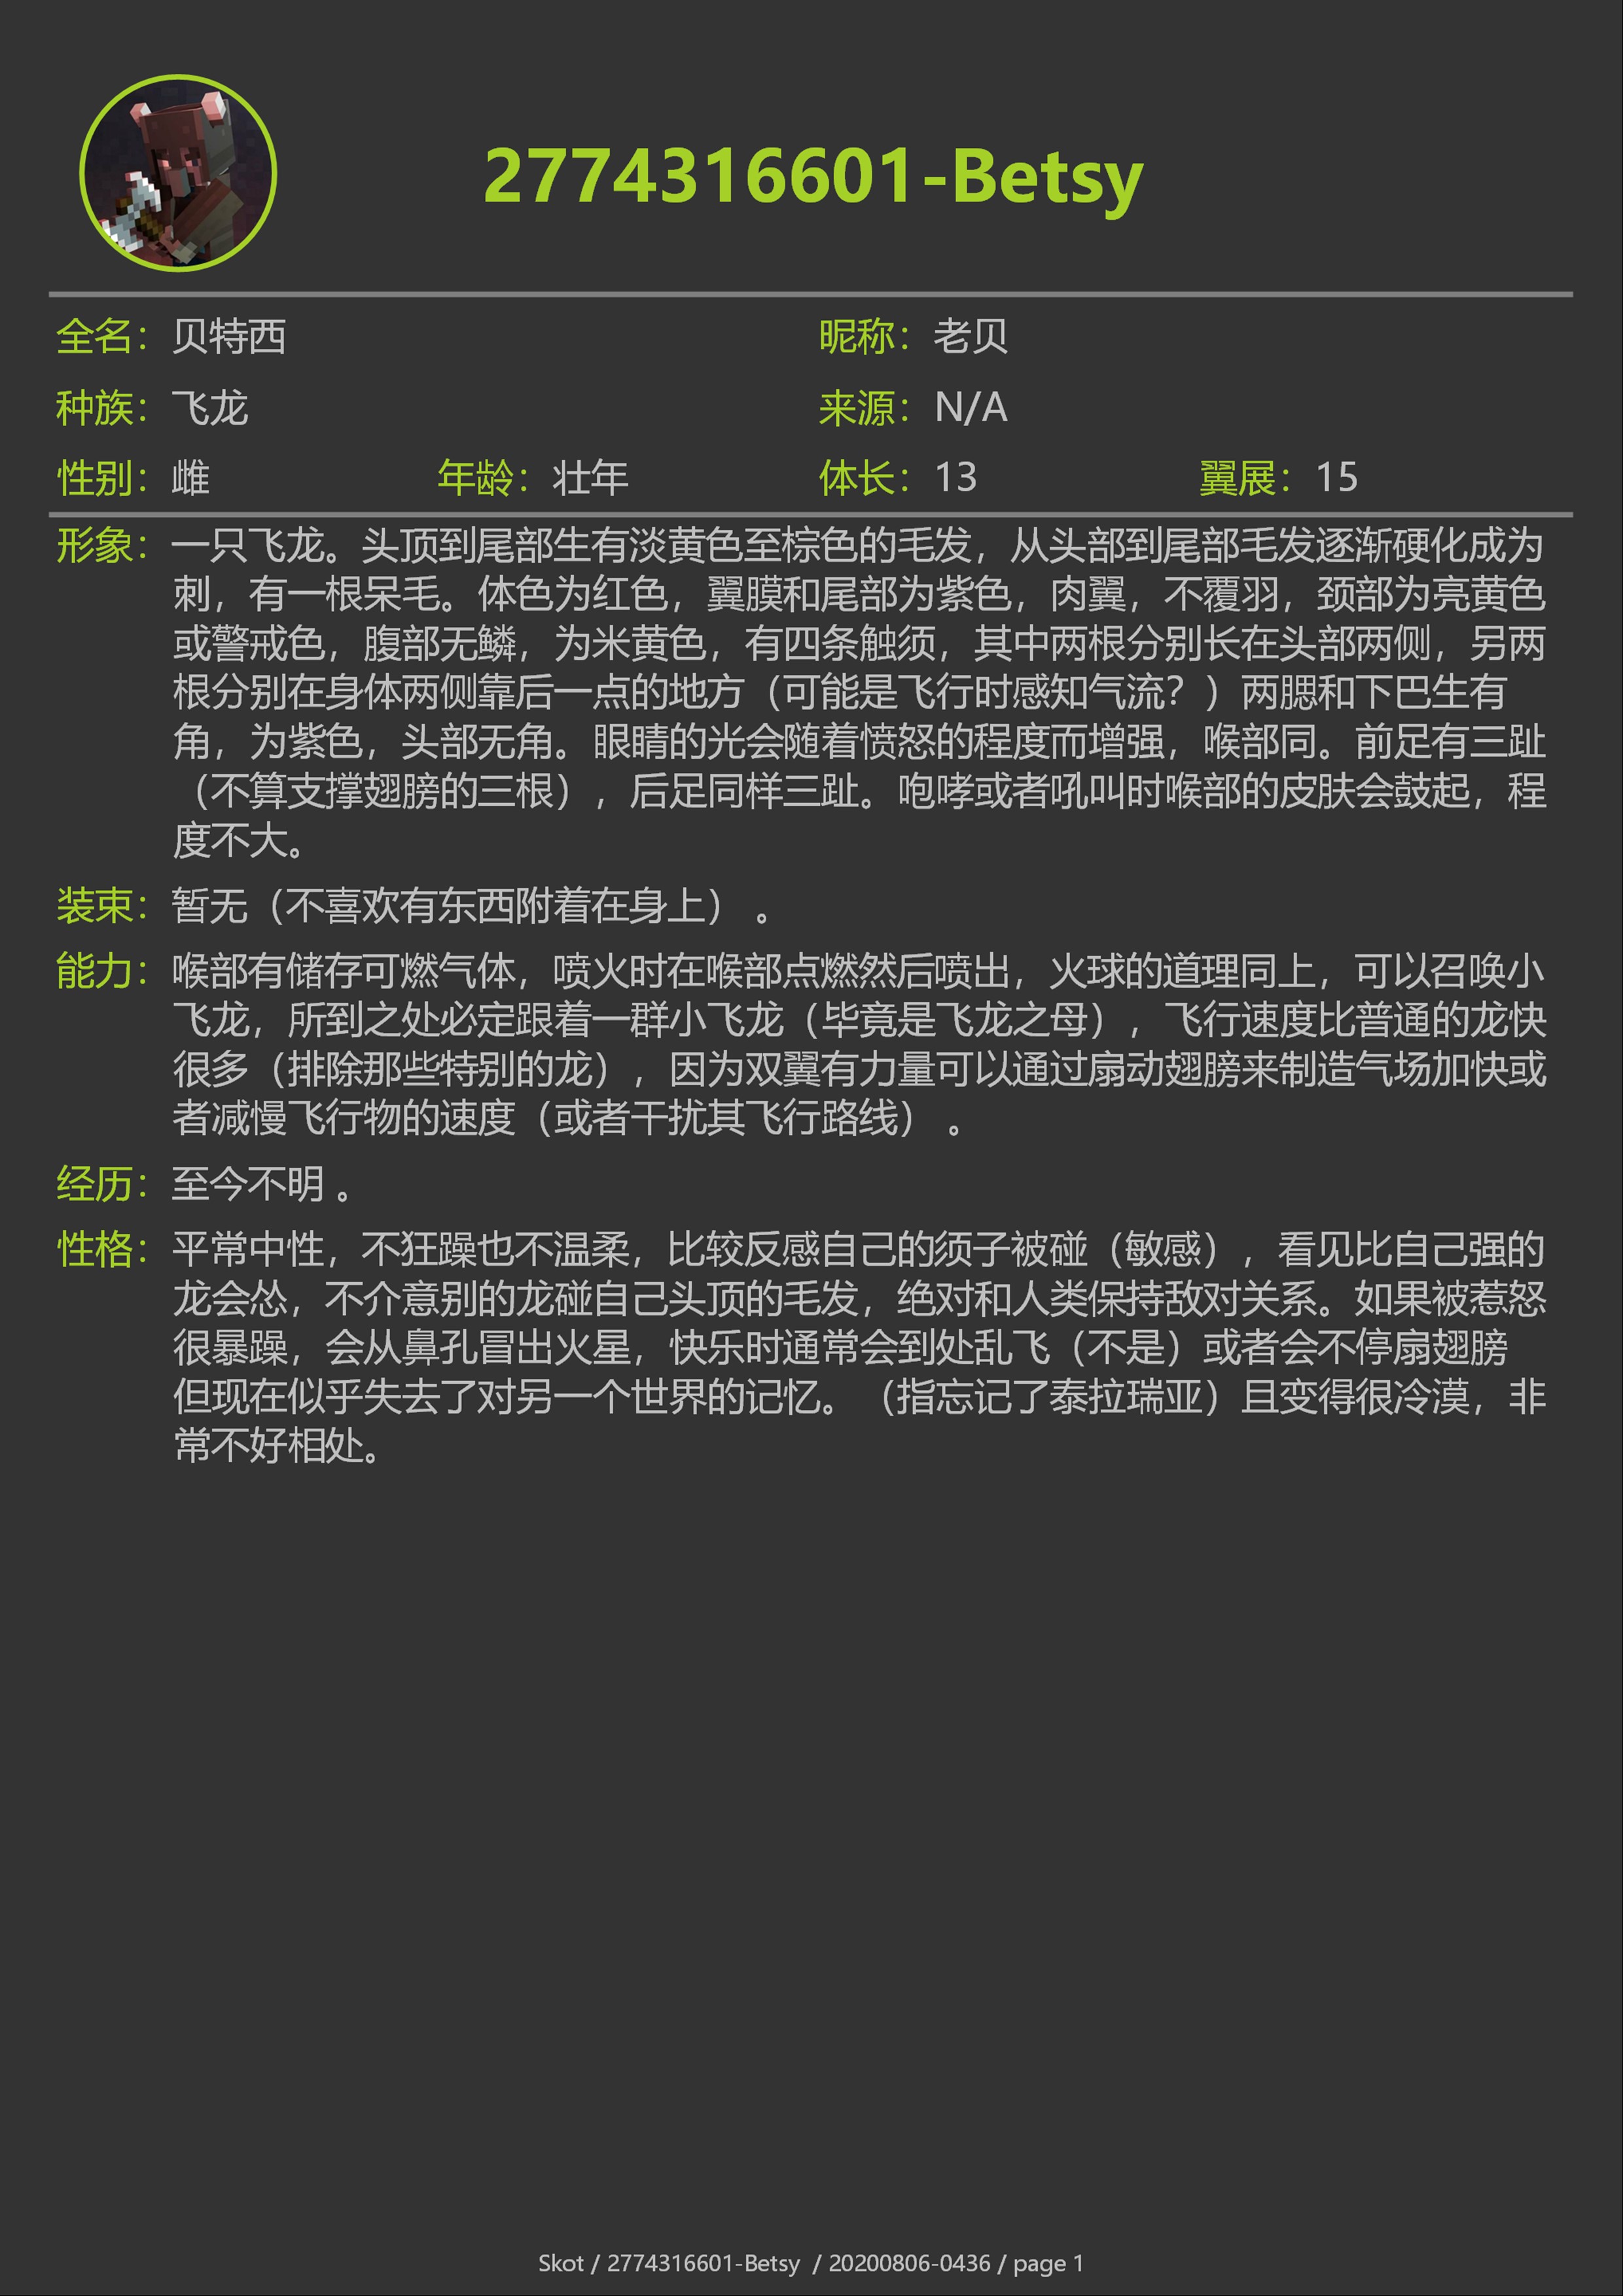 2774316601-Betsy
全名：贝特西 昵称：老贝
种族：飞龙 来源：N/A
性别：雌 年龄：壮年 体长：13 翼展：15
形象：一只飞龙。头顶到尾部生有淡黄色至棕色的毛发，从头部到尾部毛发逐渐硬化成为
刺，有一根呆毛。体色为红色，翼膜和尾部为紫色，肉翼，不覆羽，颈部为亮黄色
或警戒色，腹部无鳞，为米黄色，有四条触须，其中两根分别长在头部两侧，另两
根分别在身体两侧靠后一点的地方（可能是飞行时感知气流？）两腮和下巴生有
角，为紫色，头部无角。眼睛的光会随着愤怒的程度而增强，喉部同。前足有三趾
（不算支撑翅膀的三根），后足同样三趾。咆哮或者吼叫时喉部的皮肤会鼓起，程
度不大。
装束：暂无（不喜欢有东西附着在身上） 。
能力：喉部有储存可燃气体，喷火时在喉部点燃然后喷出，火球的道理同上，可以召唤小
飞龙，所到之处必定跟着一群小飞龙（毕竟是飞龙之母），飞行速度比普通的龙快
很多（排除那些特别的龙），因为双翼有力量可以通过扇动翅膀来制造气场加快或
者减慢飞行物的速度（或者干扰其飞行路线） 。
经历：至今不明 。
性格：平常中性，不狂躁也不温柔，比较反感自己的须子被碰（敏感），看见比自己强的
龙会怂，不介意别的龙碰自己头顶的毛发，绝对和人类保持敌对关系。如果被惹怒
很暴躁，会从鼻孔冒出火星，快乐时通常会到处乱飞（不是）或者会不停扇翅膀
但现在似乎失去了对另一个世界的记忆。（指忘记了泰拉瑞亚）且变得很冷漠，非
常不好相处。
Skot / 2774316601-Betsy / 20200806-0436 / page 1